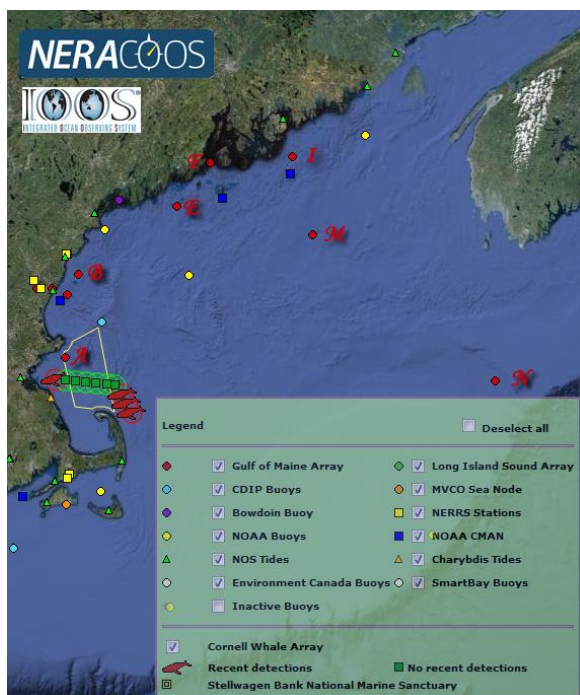 NERACOOS
IOOS®
INTEGRATED OCEAN OBSERVING SYSTEM
F
I
E
M
B
A
N
Legend
Deselect all
Gulf of Maine Array
Long Island Sound Array
CDIP Buoys
MVCO Sea Node
Bowdoin Buoy
NERRS Stations
NOAA Buoys
NOAA CMAN
NOS Tides
Charybdis Tides
Environment Canada Buoys
SmartBay Buoys
Inactive Buoys
Cornell Whale Array
Recent detections
No recent detections
Stellwagen Bank National Marine Sanctuary